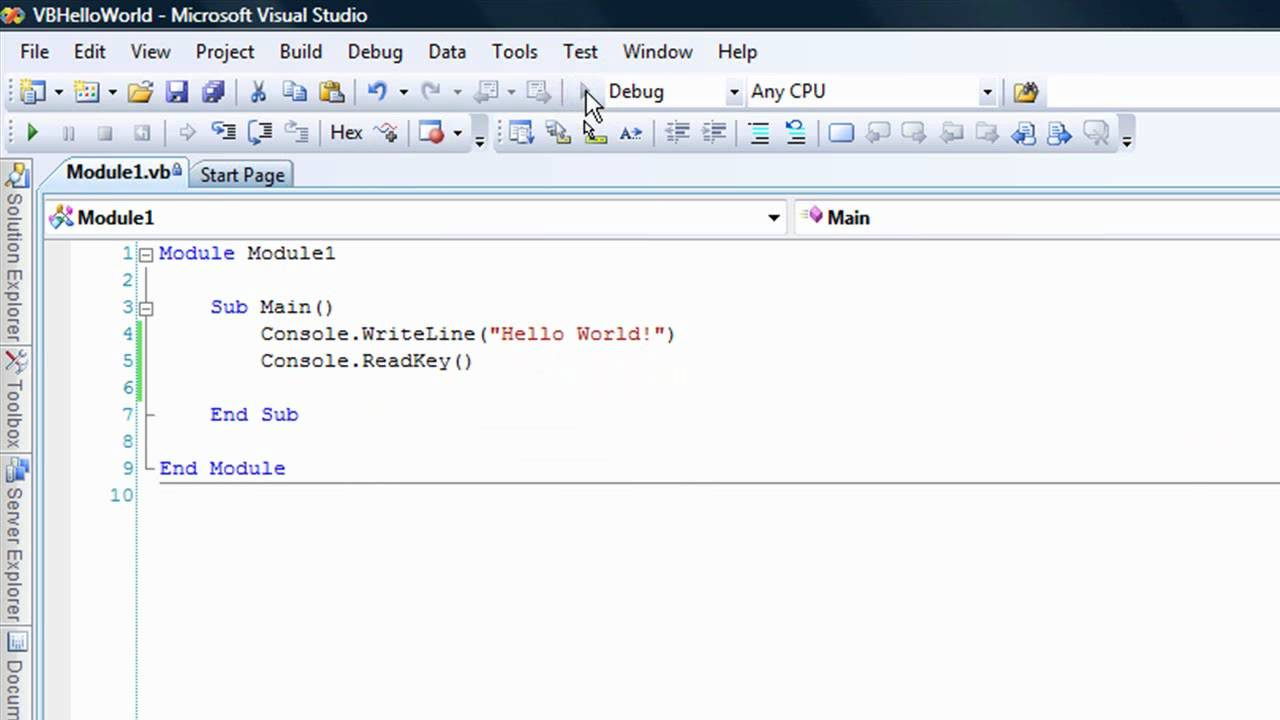 VBHelloWorld - Microsoft Visual Studio
File Edit View Project Build Debug Data Tools Test Window Help
Debug Any CPU
Hex
Module1.vb Start Page
Module1 Main
1 Module Module1
2
3 Sub Main()
4 Console.WriteLine("Hello World!")
5 Console.ReadKey()
6
7 End Sub
8
9 End Module
10
Solution Explorer
Toolbox
Server Explorer
Docum